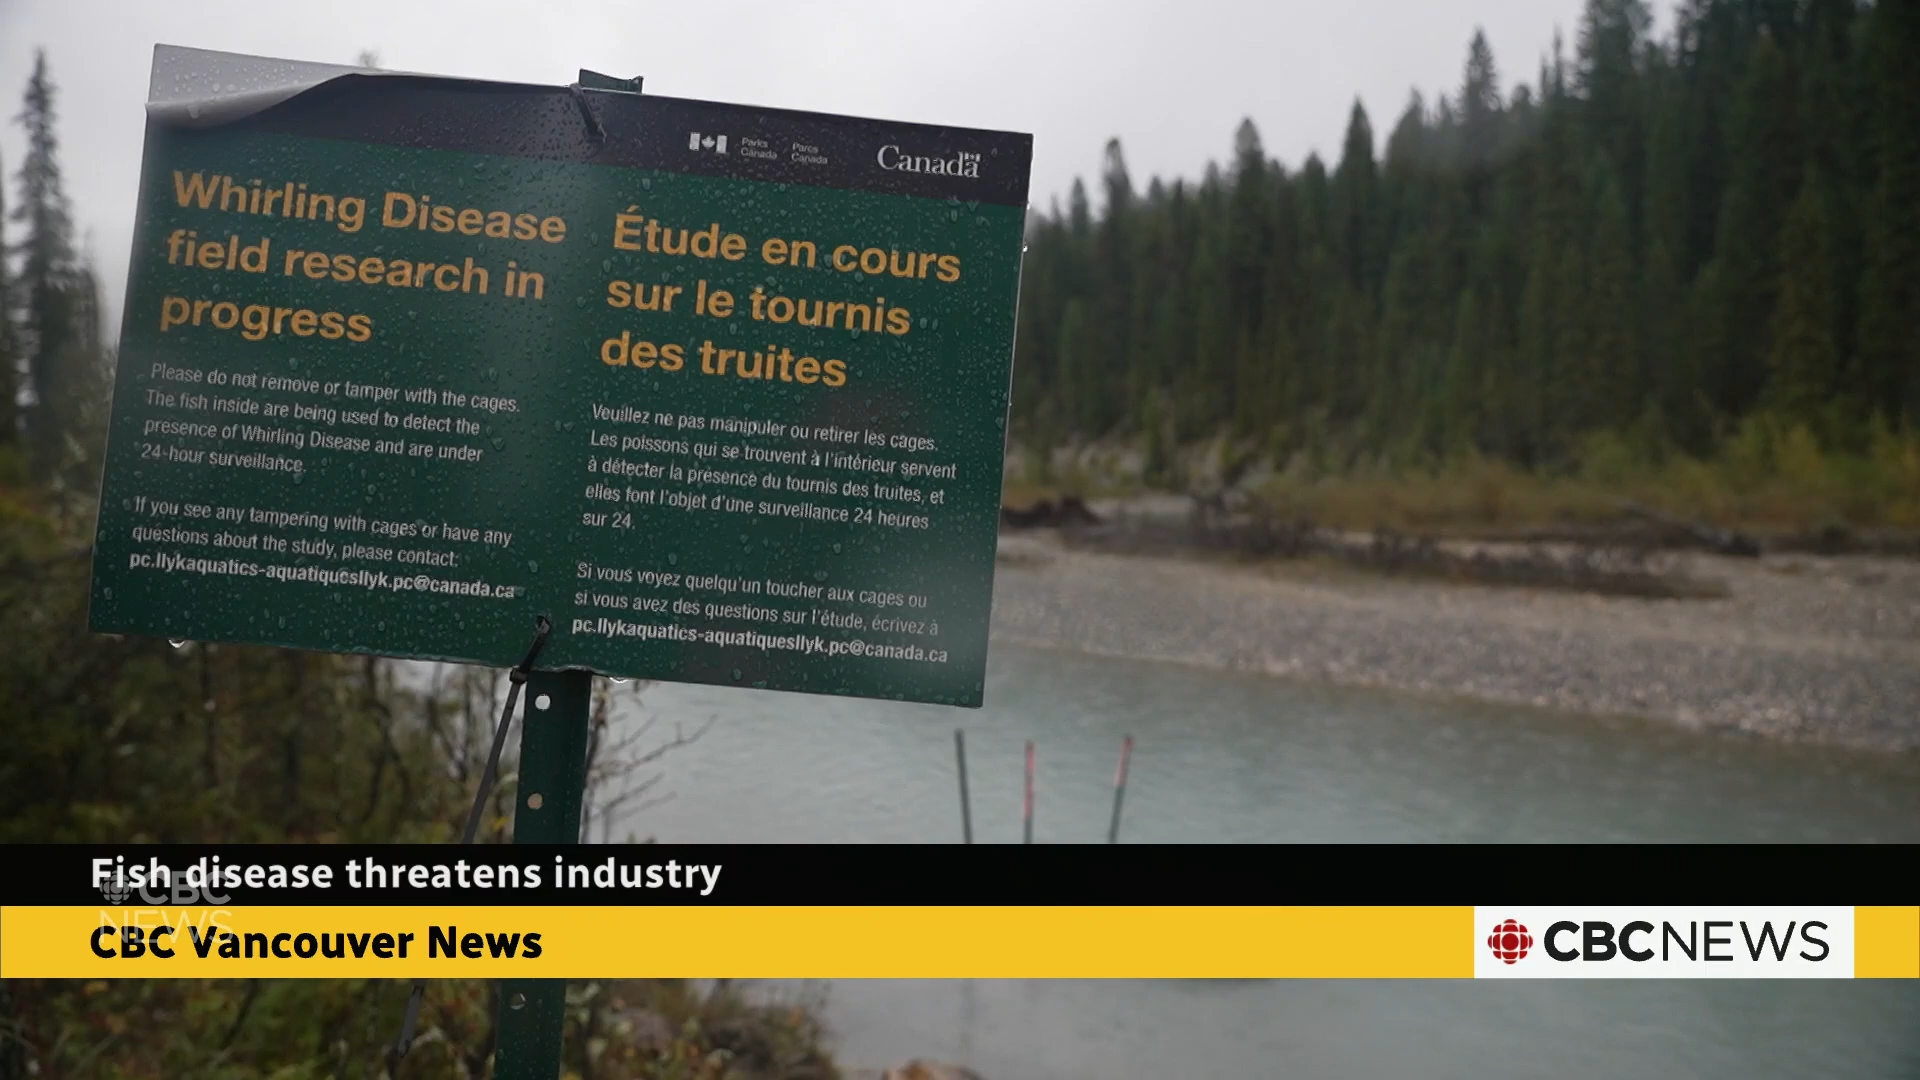 Parks
Canada
Parcs
Canada
Canada
Whirling Disease
field research in
progress
Please do not remove or tamper with the cages.
The fish inside are being used to detect the
presence of Whirling Disease and are under
24-hour surveillance.
If you see any tampering with cages or have any
questions about the study, please contact:
pc.llykaquatics-aquatiquesllyk.pc@canada.ca
Étude en cours
sur le tournis
des truites
Veuillez ne pas manipuler ou retirer les cages.
Les poissons qui se trouvent à l'intérieur servent
à détecter la présence du tournis des truites, et
elles font l'objet d'une surveillance 24 heures
sur 24.
Si vous voyez quelqu'un toucher aux cages ou
si vous avez des questions sur l'étude, écrivez à
pc.llykaquatics-aquatiquesllyk.pc@canada.ca
Fish disease threatens industry
CBC
NEWS
CBC Vancouver News
CBCNEWS